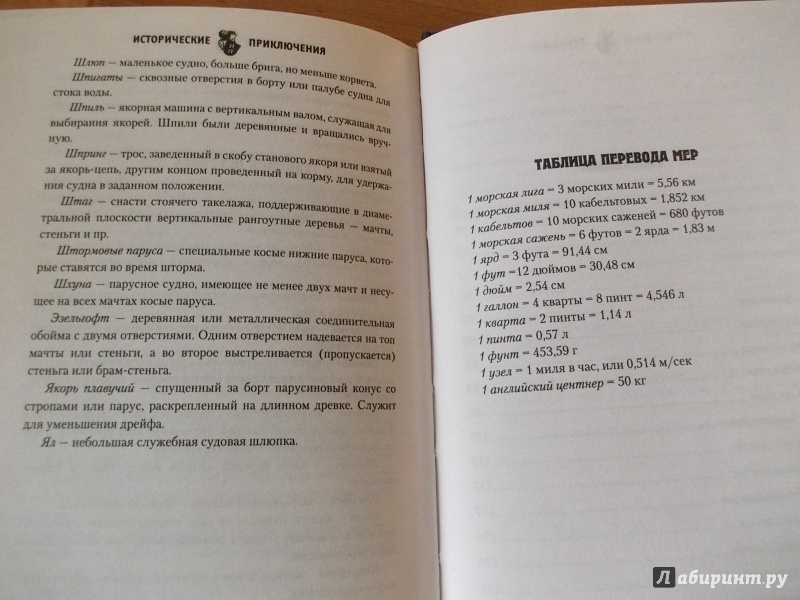 ИСТОРИЧЕСКИЕ ПРИКЛЮЧЕНИЯ
Шлюп — маленькое судно, больше брига, но меньше корвета.
Шпигаты — сквозные отверстия в борту или палубе судна для
стока воды.
Шпиль — якорная машина с вертикальным валом, служащая для
выбирания якорей. Шпили были деревянные и вращались вруч-
ную.
Шпринг — трос, заведенный в скобу станового якоря или взятый
за якорь-цепь, другим концом проведенный на корму, для удержа-
ния судна в заданном положении.
Штаг — снасти стоячего такелажа, поддерживающие в диаме-
тральной плоскости вертикальные рангоутные деревья — мачты,
стеньги и пр.
Штормовые паруса — специальные косые нижние паруса, кото-
рые ставятся во время шторма.
Шхуна — парусное судно, имеющее не менее двух мачт и несу-
щее на всех мачтах косые паруса.
Эзельгофт — деревянная или металлическая соединительная
обойма с двумя отверстиями. Одним отверстием надевается на топ
мачты или стеньги, а во второе выстреливается (пропускается)
стеньга или брам-стеньга.
Якорь плавучий — спущенный за борт парусиновый конус со
стропами или парус, раскрепленный на длинном древке. Служит
для уменьшения дрейфа.
Ял — небольшая служебная судовая шлюпка.
ТАБЛИЦА ПЕРЕВОДА МЕР
1 морская лига = 3 морских мили = 5,56 км
1 морская миля = 10 кабельтовых = 1,852 км
1 кабельтов = 10 морских саженей = 680 футов
1 морская сажень = 6 футов = 2 ярда = 1,83 м
1 ярд = 3 фута = 91,44 см
1 фут =12 дюймов = 30,48 см
1 дюйм = 2,54 см
1 галлон = 4 кварты = 8 пинт = 4,546 л
1 кварта = 2 пинты = 1,14 л
1 пинта = 0,57 л
1 фунт = 453,59 г
1 узел = 1 миля в час, или 0,514 м/сек
1 английский центнер = 50 кг
Лабиринт.ру